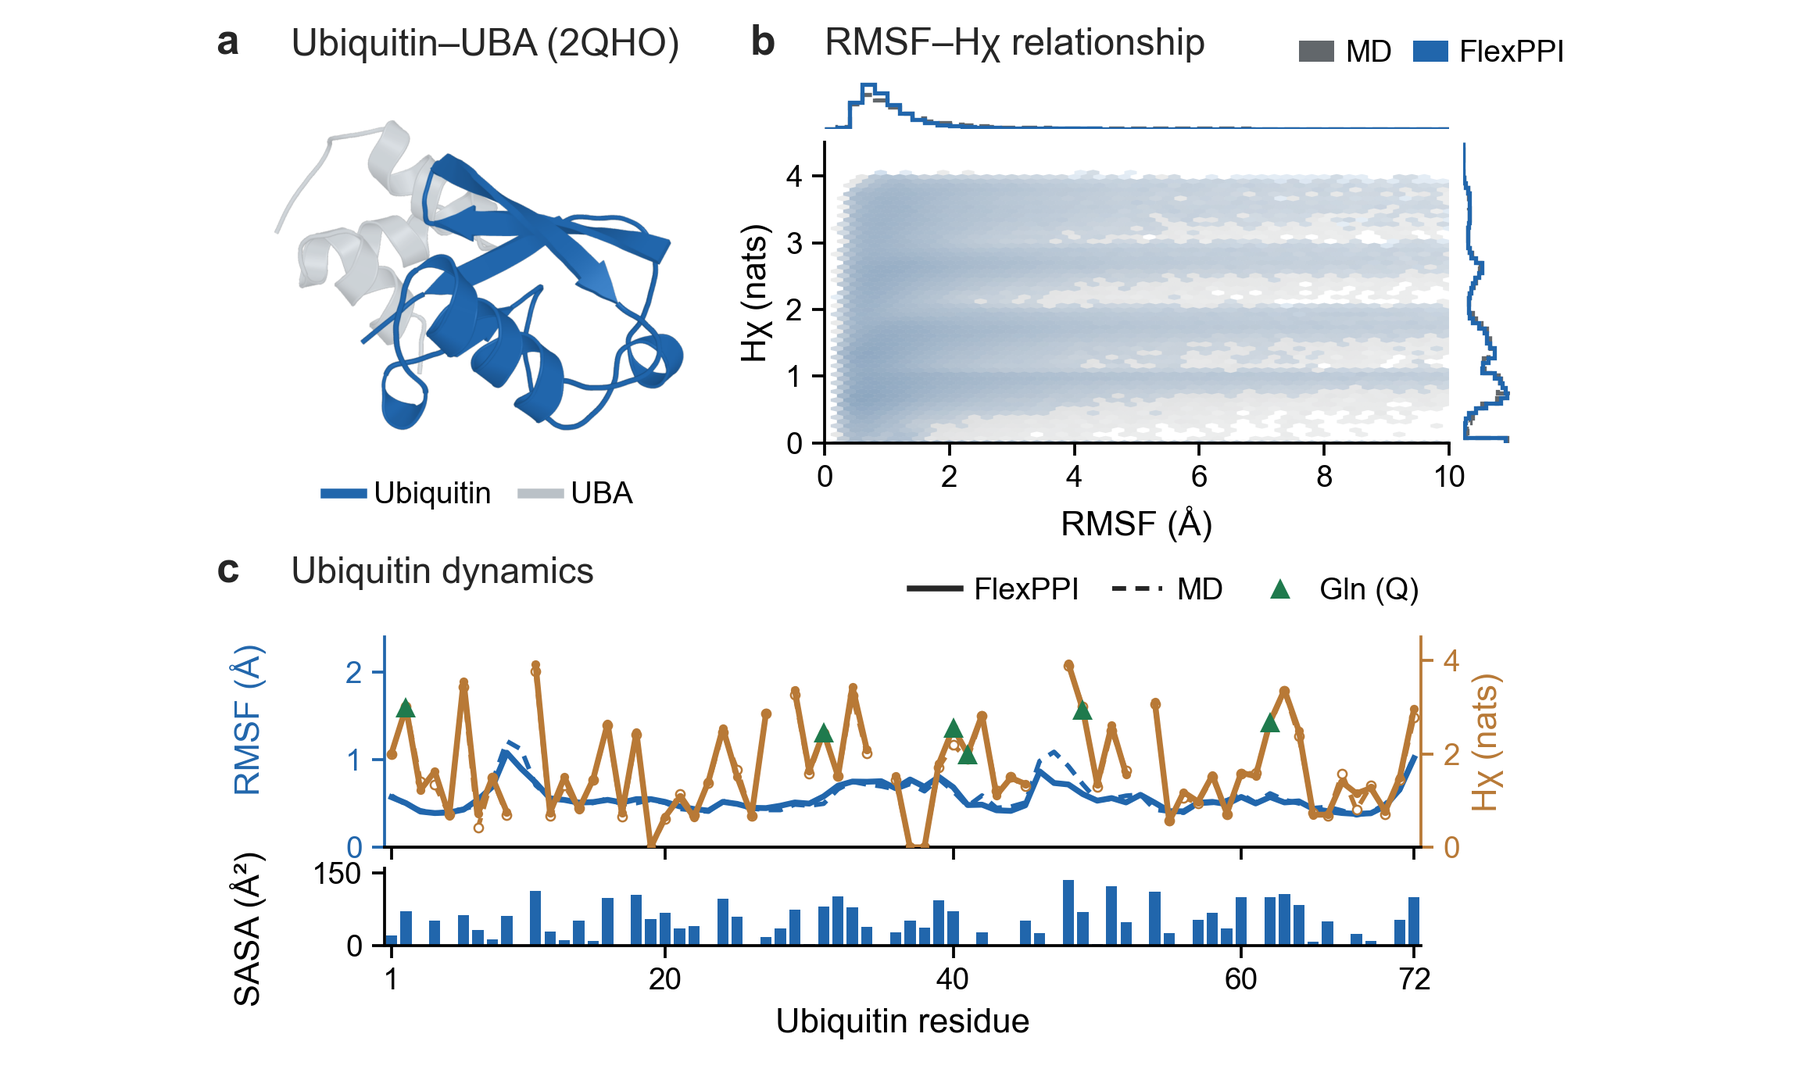 a Ubiquitin–UBA (2QHO)
Ubiquitin UBA
b RMSF–Hχ relationship
MD FlexPPI
Hχ (nats)
4
3
2
1
0
0 2 4 6 8 10
RMSF (Å)
c Ubiquitin dynamics
FlexPPI MD Gln (Q)
RMSF (Å)
2
1
0
Hχ (nats)
4
2
0
SASA (Å²)
150
0
1 20 40 60 72
Ubiquitin residue